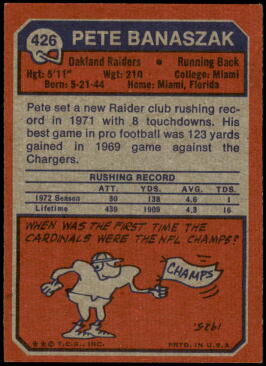 426
PETE BANASZAK
Oakland Raiders • Running Back
Hgt: 5'11" Wgt: 210 College: Miami
Born: 5-21-44 Home: Miami, Florida
Pete set a new Raider club rushing rec-
ord in 1971 with 8 touchdowns. His
best game in pro football was 123 yards
gained in 1969 game against the
Chargers.
RUSHING RECORD
ATT. YDS. AVG. TDS.
1972 Season 30 138 4.6 1
Lifetime 439 1909 4.3 16
WHEN WAS THE FIRST TIME THE
CARDINALS WERE THE NFL CHAMPS?
CHAMPS
1925.
★★© T.C.G., INC. PRTD. IN U.S.A.